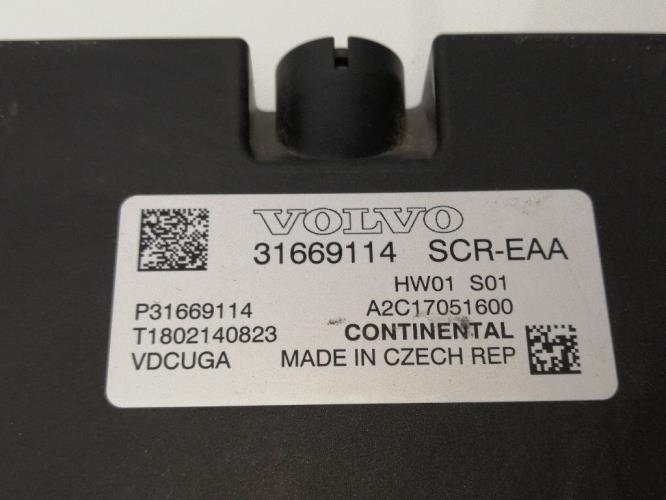 VOLVO
31669114 SCR-EAA
HW01 S01
P31669114 A2C17051600
T1802140823 CONTINENTAL
VDCUGA MADE IN CZECH REP